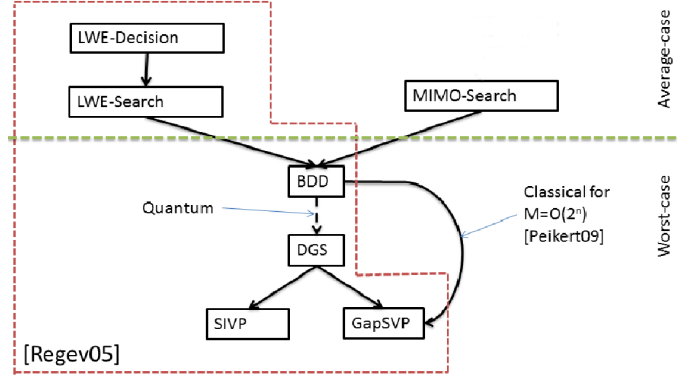 LWE-Decision
LWE-Search
MIMO-Search
Average-case
BDD
Quantum
Classical for
M=O(2ⁿ)
[Peikert09]
Worst-case
DGS
SIVP
GapSVP
[Regev05]